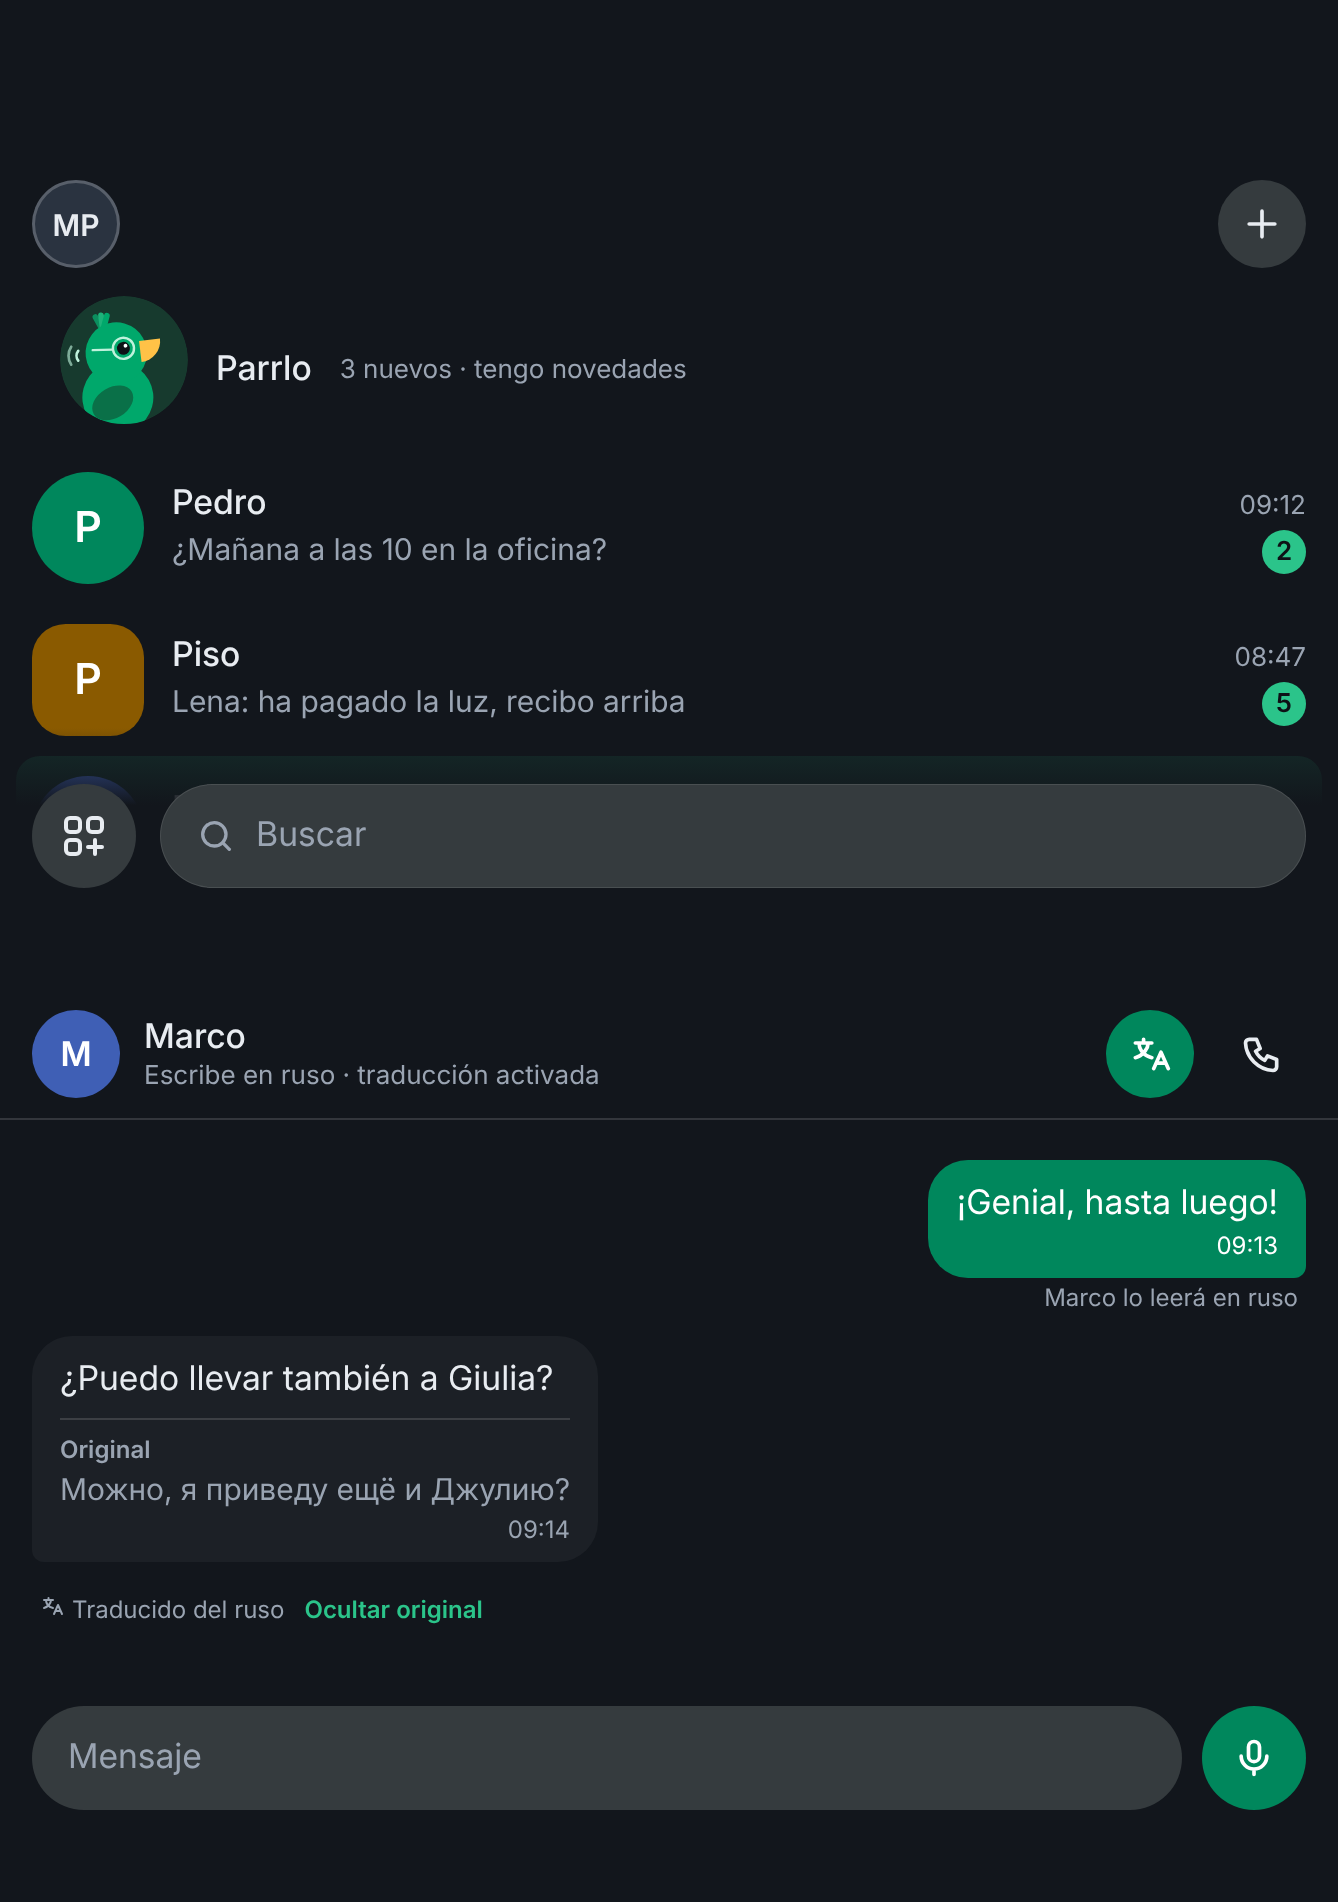 MP
Parrlo 3 nuevos · tengo novedades
P
Pedro
09:12
¿Mañana a las 10 en la oficina?
2
P
Piso
08:47
Lena: ha pagado la luz, recibo arriba
5
Buscar
M
Marco
Escribe en ruso · traducción activada
¡Genial, hasta luego!
09:13
Marco lo leerá en ruso
¿Puedo llevar también a Giulia?
Original
Можно, я приведу ещё и Джулию?
09:14
Traducido del ruso Ocultar original
Mensaje